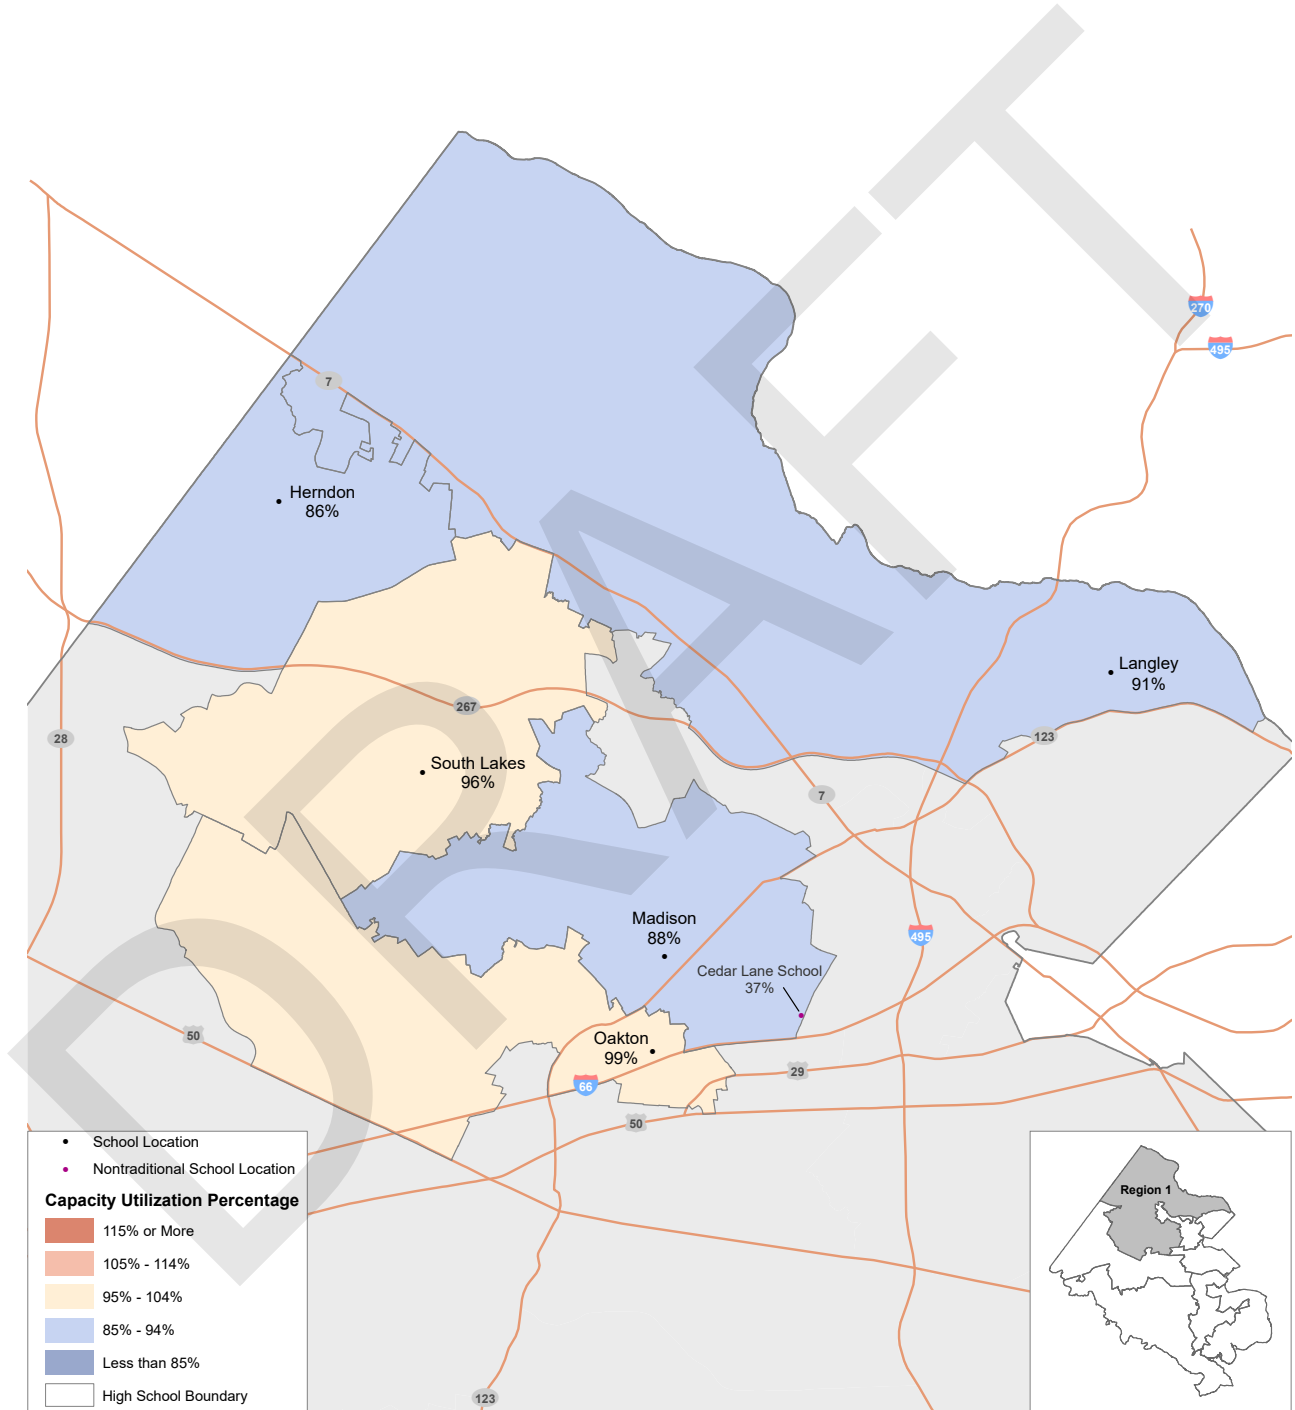 DRAFT
270
495
7
Herndon
86%
Langley
91%
267
123
28
South Lakes
96%
7
Madison
88%
495
Cedar Lane School
37%
50
Oakton
99%
66
29
50
School Location
Nontraditional School Location
Capacity Utilization Percentage
115% or More
105% - 114%
95% - 104%
85% - 94%
Less than 85%
High School Boundary
Region 1
123